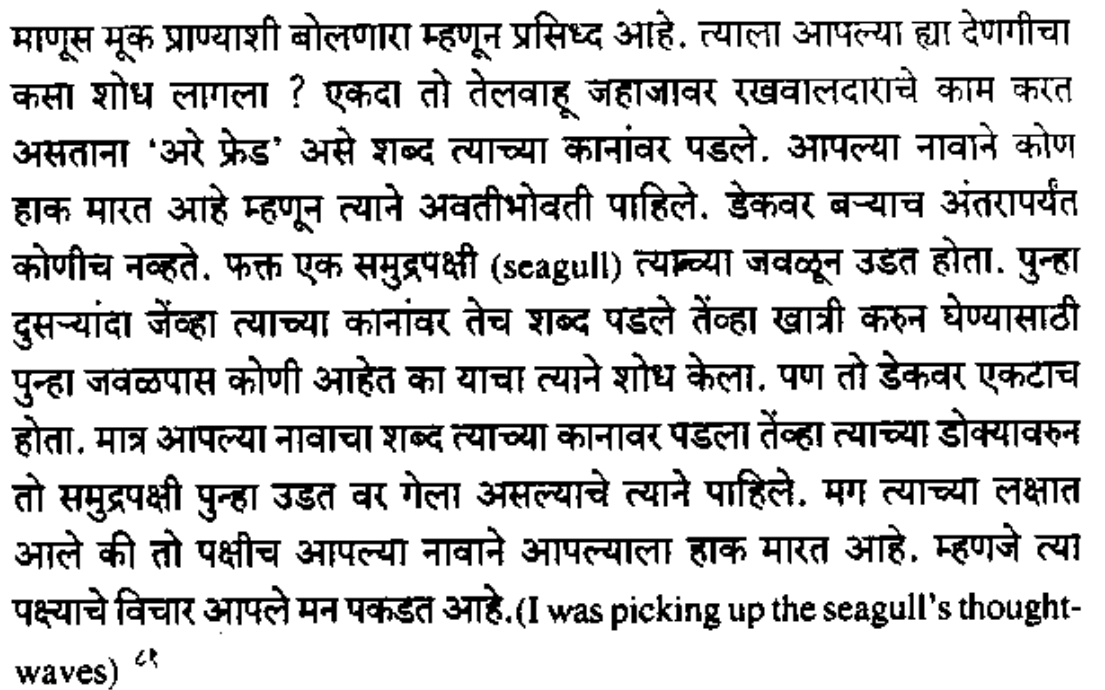 माणूस मूक प्राण्याशी बोलणारा म्हणून प्रसिध्द आहे. त्याला आपल्या ह्या देणगीचा
कसा शोध लागला ? एकदा तो तेलवाहू जहाजावर रखवालदाराचे काम करत
असताना 'अरे फ्रेड' असे शब्द त्याच्या कानांवर पडले. आपल्या नावाने कोण
हाक मारत आहे म्हणून त्याने अवतीभोवती पाहिले. डेकवर बऱ्याच अंतरापर्यंत
कोणीच नव्हते. फक्त एक समुद्रपक्षी (seagull) त्याच्या जवळून उडत होता. पुन्हा
दुसऱ्यांदा जेंव्हा त्याच्या कानांवर तेच शब्द पडले तेंव्हा खात्री करुन घेण्यासाठी
पुन्हा जवळपास कोणी आहेत का याचा त्याने शोध केला. पण तो डेकवर एकटाच
होता. मात्र आपल्या नावाचा शब्द त्याच्या कानावर पडला तेंव्हा त्याच्या डोक्यावरुन
तो समुद्रपक्षी पुन्हा उडत वर गेला असल्याचे त्याने पाहिले. मग त्याच्या लक्षात
आले की तो पक्षीच आपल्या नावाने आपल्याला हाक मारत आहे. म्हणजे त्या
पक्ष्याचे विचार आपले मन पकडत आहे.(I was picking up the seagull's thought-
waves) ८९